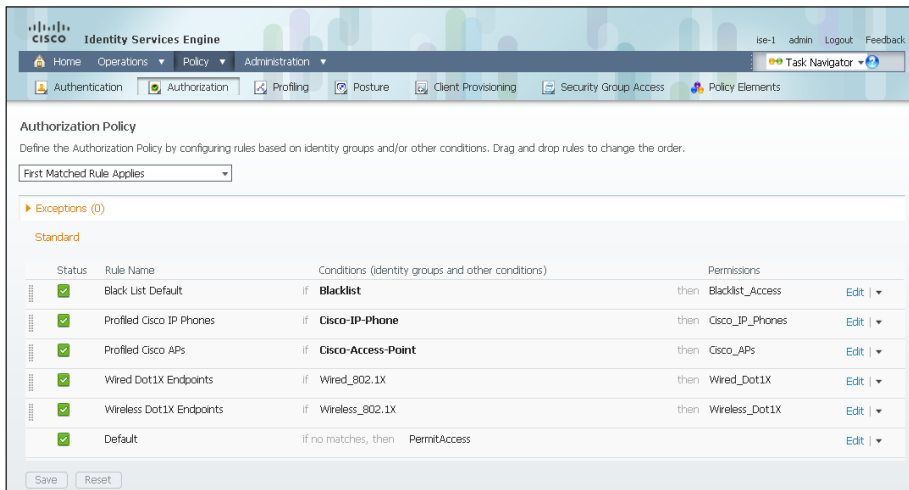 CISCO Identity Services Engine
ise-1 admin Logout Feedback
Home Operations ▼ Policy ▼ Administration ▼
Task Navigator ▼ ?
Authentication Authorization Profiling Posture Client Provisioning Security Group Access Policy Elements
Authorization Policy
Define the Authorization Policy by configuring rules based on identity groups and/or other conditions. Drag and drop rules to change the order.
First Matched Rule Applies
Exceptions (0)
Standard
Status Rule Name Conditions (identity groups and other conditions) Permissions
Black List Default if Blacklist then Blacklist_Access Edit | ▼
Profiled Cisco IP Phones if Cisco-IP-Phone then Cisco_IP_Phones Edit | ▼
Profiled Cisco APs if Cisco-Access-Point then Cisco_APs Edit | ▼
Wired Dot1X Endpoints if Wired_802.1X then Wired_Dot1X Edit | ▼
Wireless Dot1X Endpoints if Wireless_802.1X then Wireless_Dot1X Edit | ▼
Default if no matches, then PermitAccess Edit | ▼
Save Reset